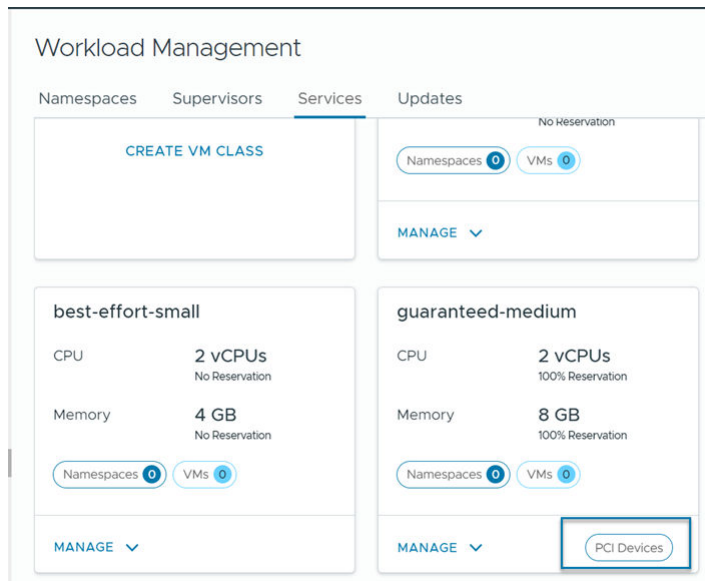 Workload Management
Namespaces Supervisors Services Updates
CREATE VM CLASS
No Reservation
Namespaces 0 VMs 0
MANAGE
best-effort-small
CPU 2 vCPUs
No Reservation
Memory 4 GB
No Reservation
Namespaces 0 VMs 0
MANAGE
guaranteed-medium
CPU 2 vCPUs
100% Reservation
Memory 8 GB
100% Reservation
Namespaces 0 VMs 0
MANAGE PCI Devices